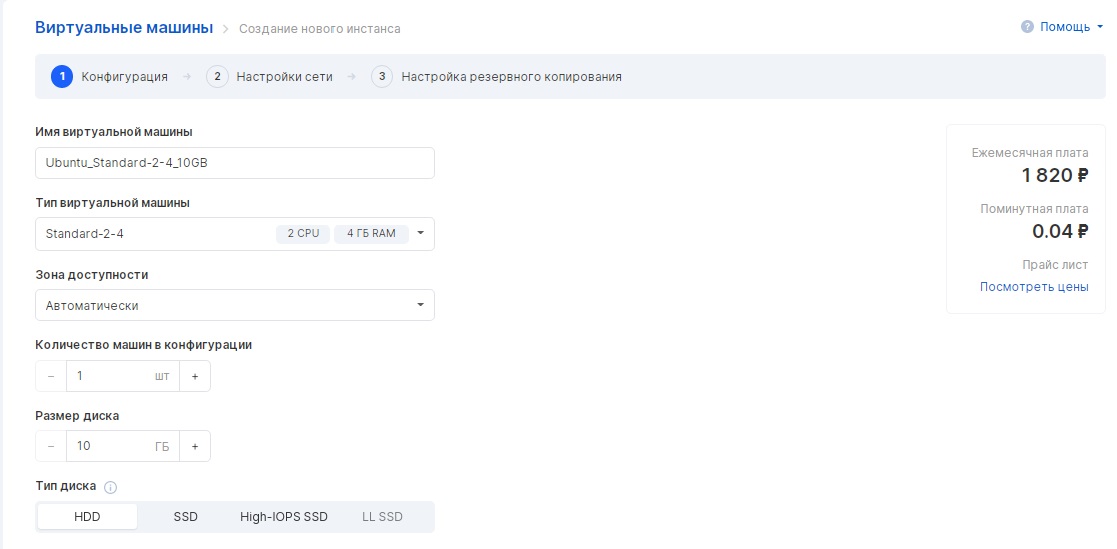 Виртуальные машины > Создание нового инстанса
? Помощь
1 Конфигурация → 2 Настройки сети → 3 Настройка резервного копирования
Имя виртуальной машины
Ubuntu_Standard-2-4_10GB
Тип виртуальной машины
Standard-2-4 2 CPU 4 ГБ RAM
Зона доступности
Автоматически
Количество машин в конфигурации
− 1 шт +
Размер диска
− 10 ГБ +
Тип диска i
HDD SSD High-IOPS SSD LL SSD
Ежемесячная плата
1 820 ₽
Поминутная плата
0.04 ₽
Прайс лист
Посмотреть цены